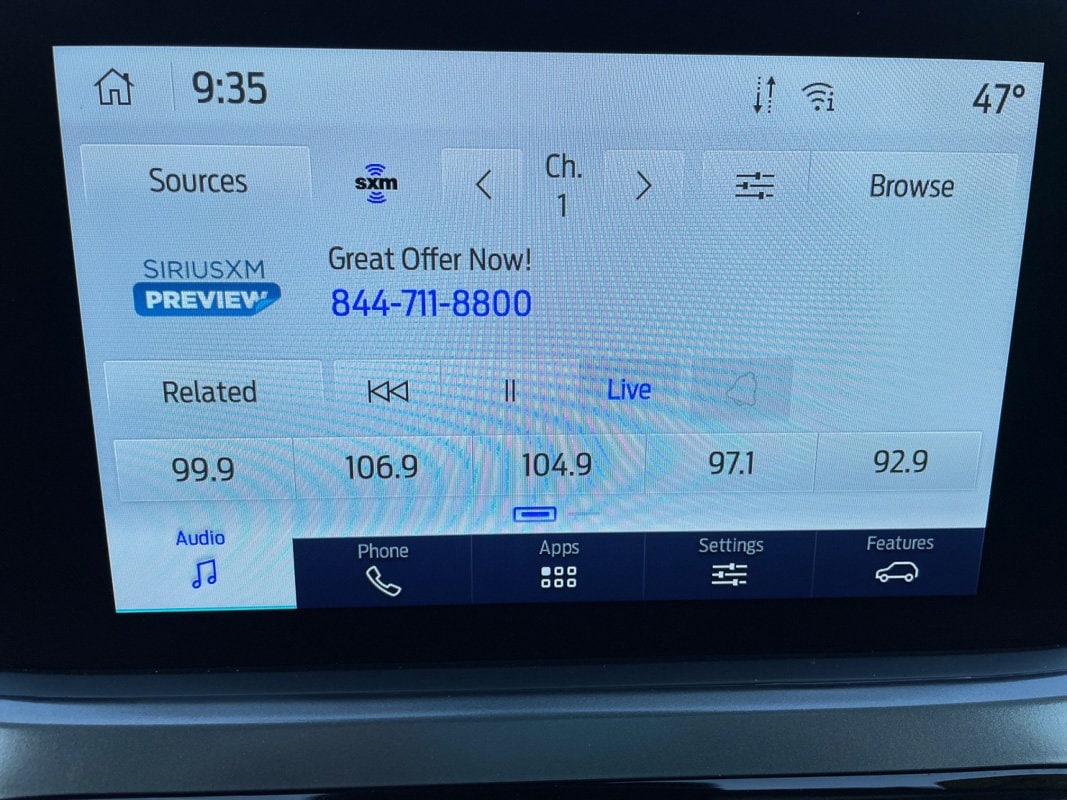 9:35
47°
Sources
sxm
Ch.
1
Browse
SIRIUSXM
PREVIEW
Great Offer Now!
844-711-8800
Related
Live
99.9
106.9
104.9
97.1
92.9
Audio
Phone
Apps
Settings
Features